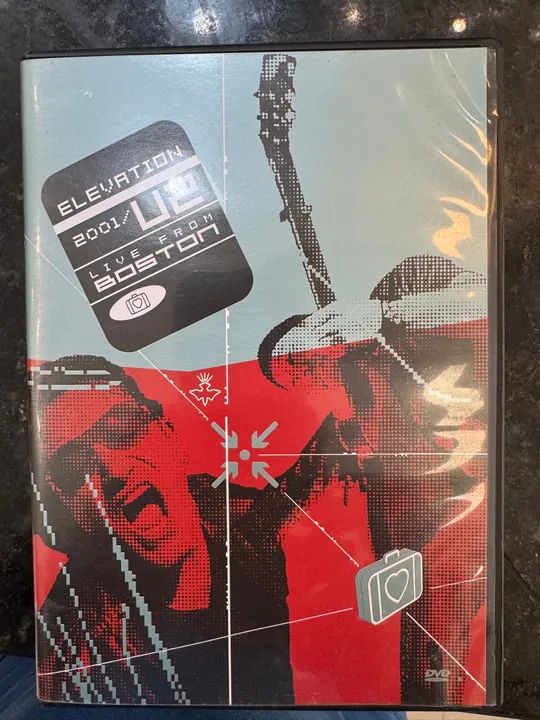 ELEVATION
2001/U2
LIVE FROM
BOSTON
DVD